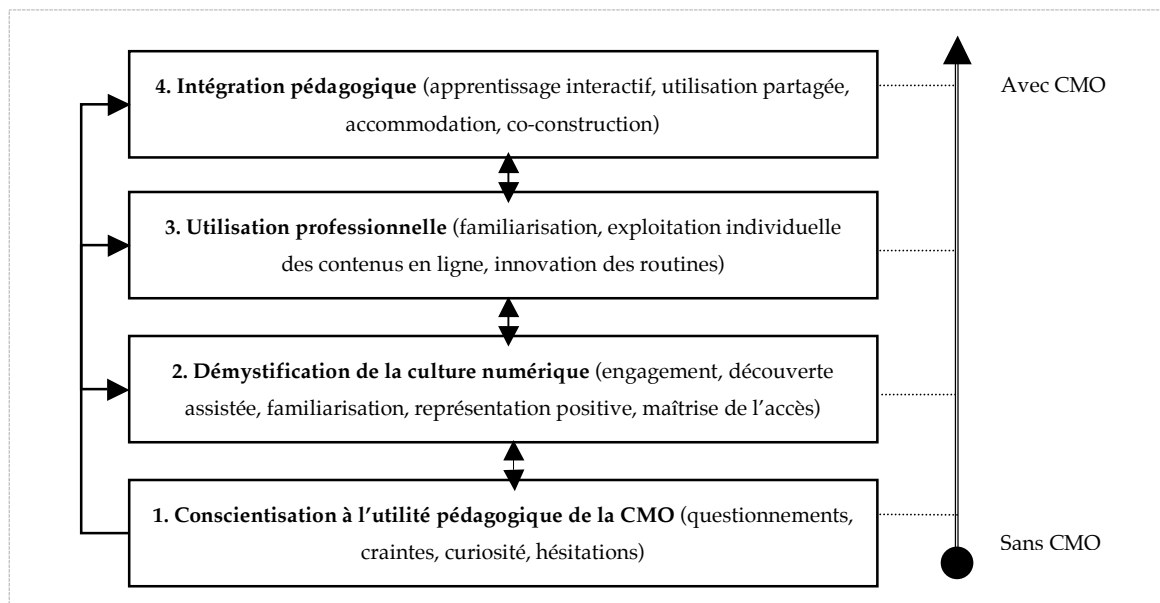 4. Intégration pédagogique (apprentissage interactif, utilisation partagée,
accommodation, co-construction)
Avec CMO
3. Utilisation professionnelle (familiarisation, exploitation individuelle
des contenus en ligne, innovation des routines)
2. Démystification de la culture numérique (engagement, découverte
assistée, familiarisation, représentation positive, maîtrise de l’accès)
1. Conscientisation à l’utilité pédagogique de la CMO (questionnements,
craintes, curiosité, hésitations)
Sans CMO